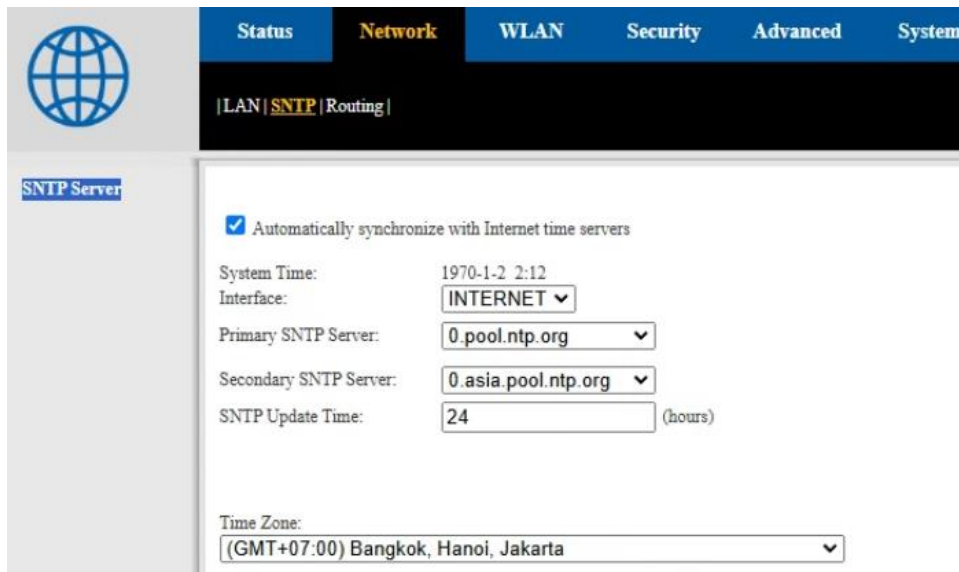 Status Network WLAN Security Advanced System
|LAN|SNTP|Routing|
SNTP Server
Automatically synchronize with Internet time servers
System Time: 1970-1-2 2:12
Interface: INTERNET
Primary SNTP Server: 0.pool.ntp.org
Secondary SNTP Server: 0.asia.pool.ntp.org
SNTP Update Time: 24 (hours)
Time Zone:
(GMT+07:00) Bangkok, Hanoi, Jakarta